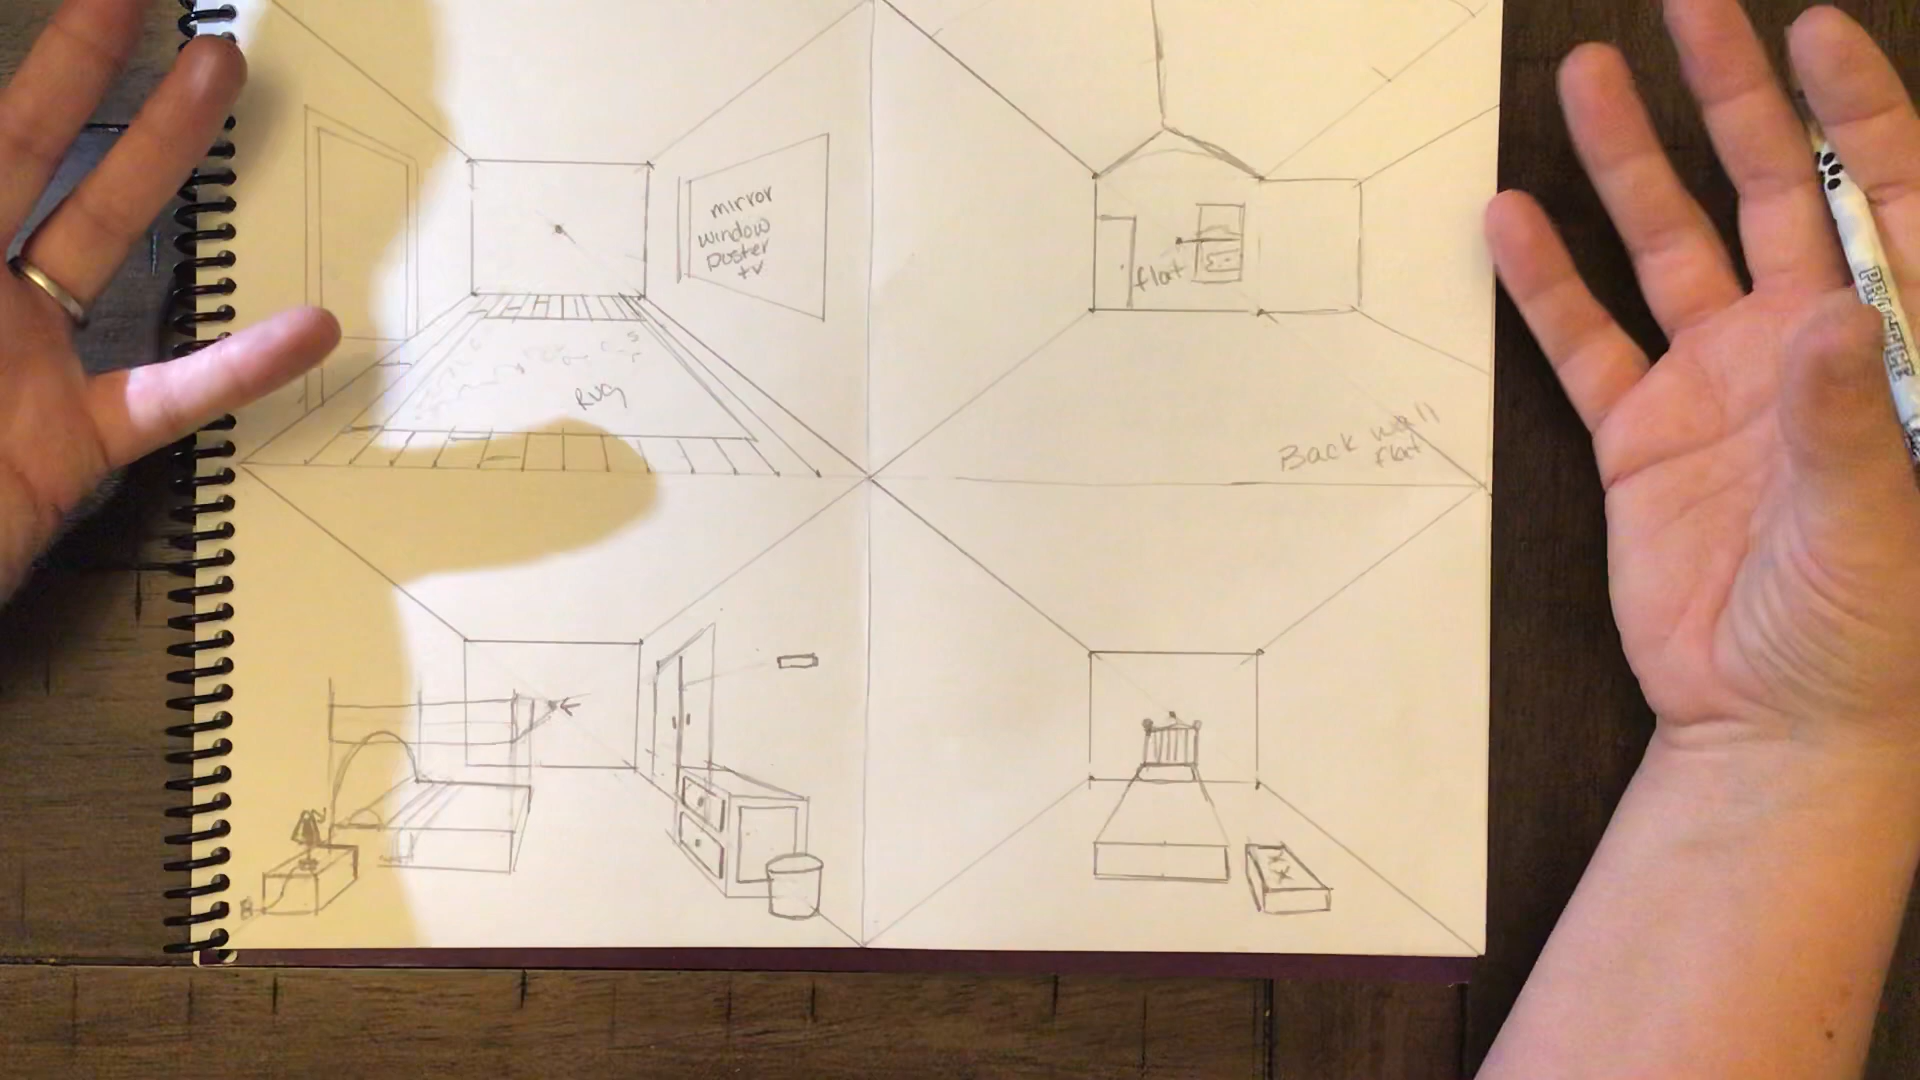 mirror
window
poster
tv
Rug
flat
Back wall
flat
PRACTICE